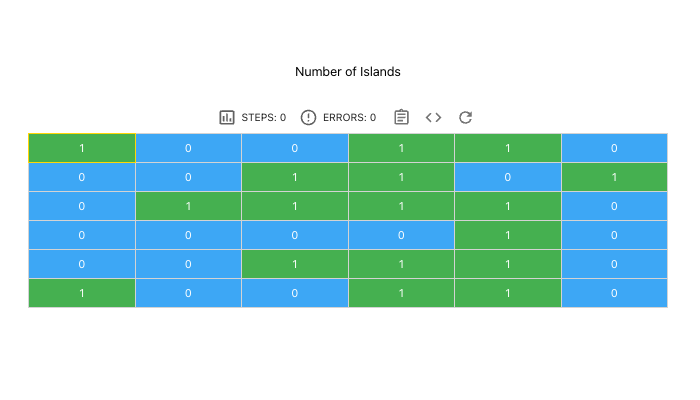 Number of Islands
STEPS: 0 ERRORS: 0
1 0 0 1 1 0
0 0 1 1 0 1
0 1 1 1 1 0
0 0 0 0 1 0
0 0 1 1 1 0
1 0 0 1 1 0